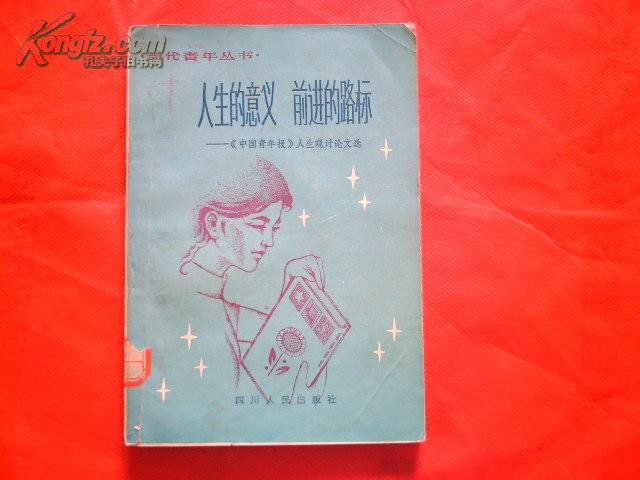 Kongfz.com
孔夫子旧书网
代青年丛书·
人生的意义 前进的路标
——《中国青年报》人生观讨论文选
四川人民出版社